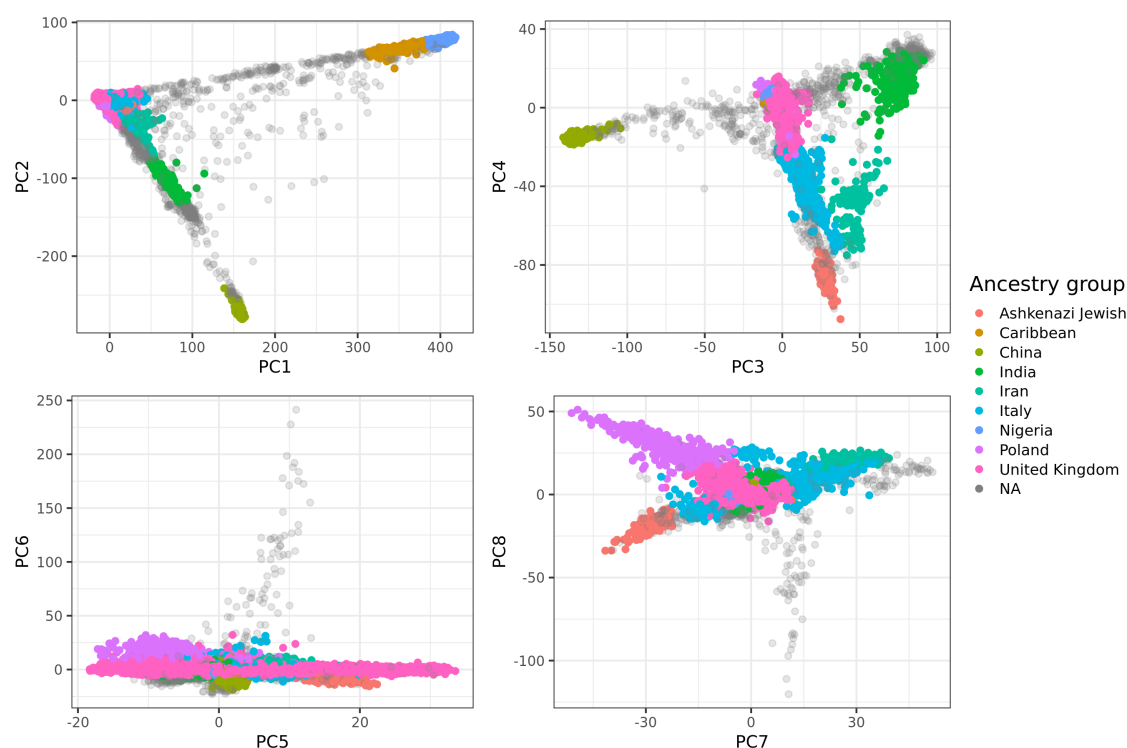 100
0
-100
-200
PC2
0
100
200
300
400
PC1
40
0
-40
-80
PC4
-150
-100
-50
0
50
100
PC3
250
200
150
100
50
0
PC6
-20
0
20
PC5
50
0
-50
-100
PC8
-30
0
30
PC7
Ancestry group
Ashkenazi Jewish
Caribbean
China
India
Iran
Italy
Nigeria
Poland
United Kingdom
NA